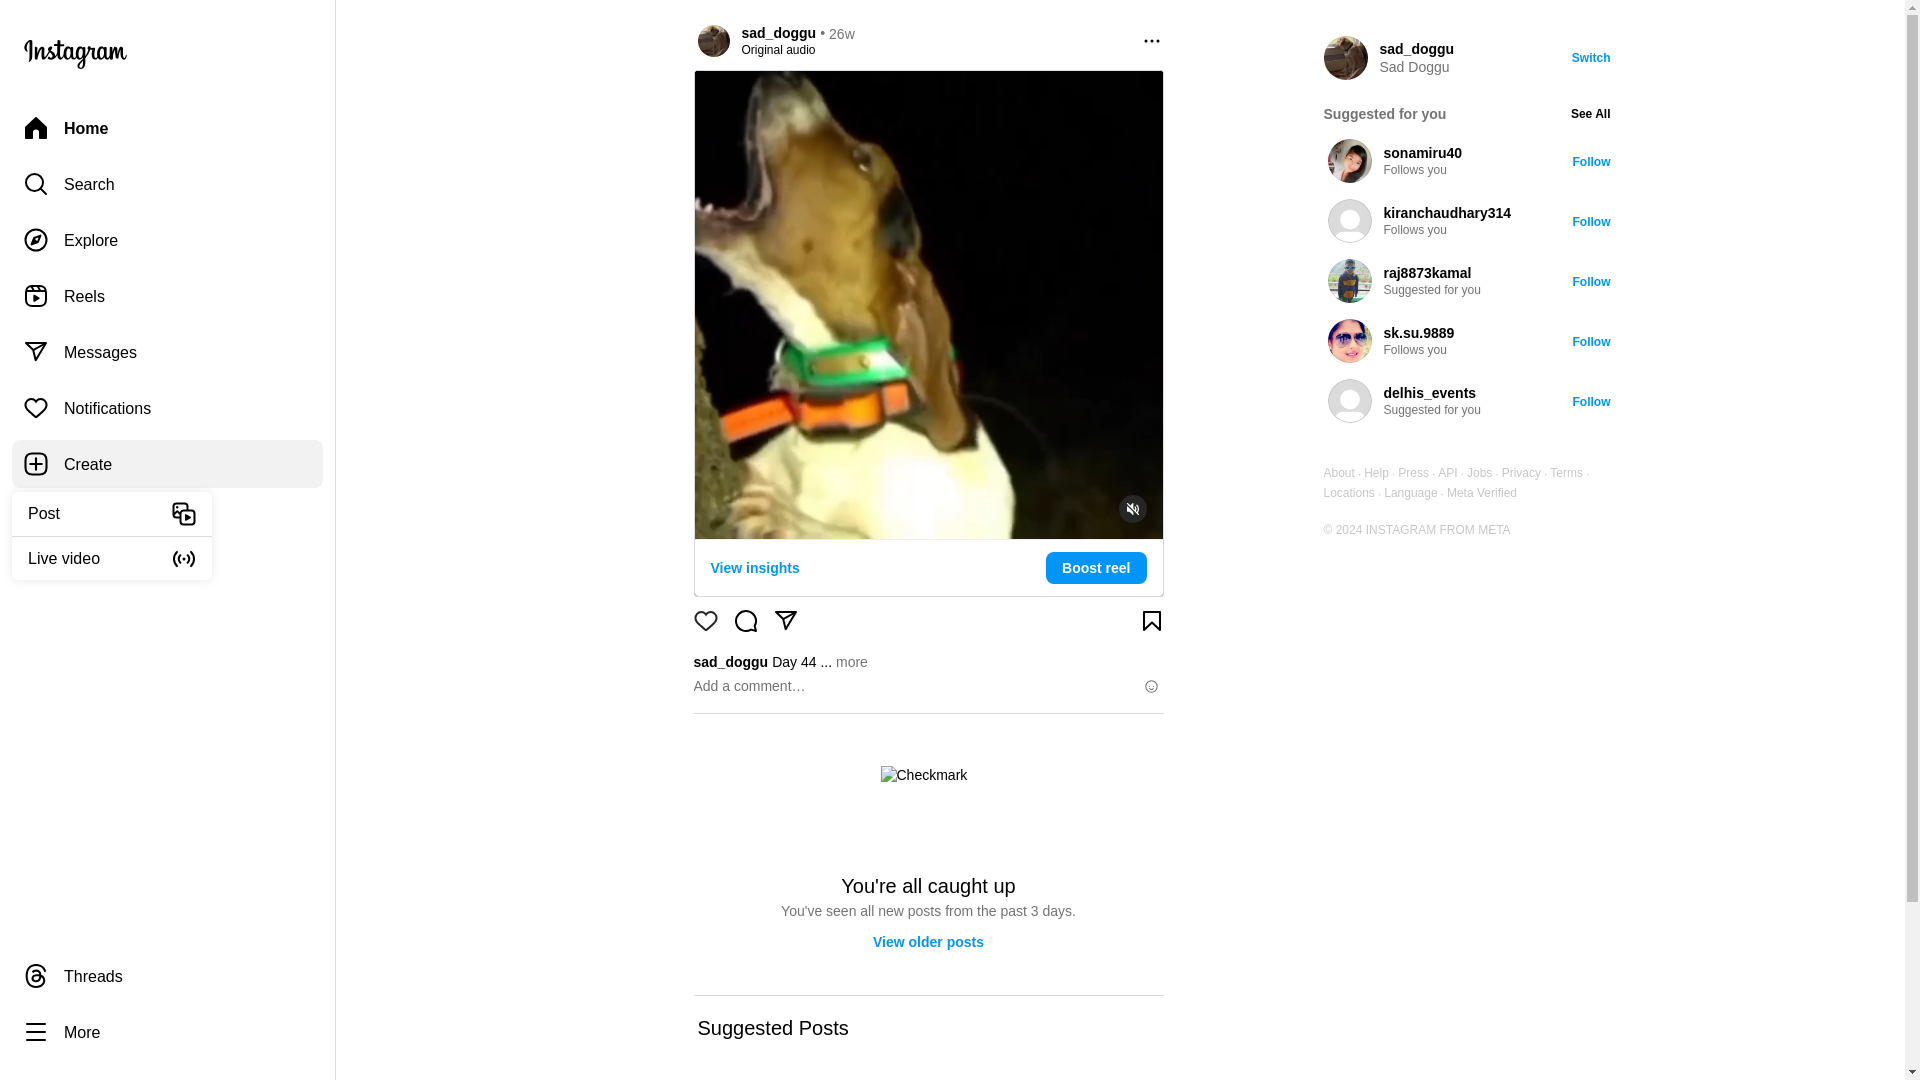 Instagram
Home
Search
Explore
Reels
Messages
Notifications
Create
Post
Live video
Threads
More
sad_doggu • 26w
Original audio
View insights
Boost reel
sad_doggu Day 44 ... more
Add a comment…
Checkmark
You're all caught up
You've seen all new posts from the past 3 days.
View older posts
Suggested Posts
sad_doggu
Sad Doggu
Switch
Suggested for you
See All
sonamiru40
Follows you
Follow
kiranchaudhary314
Follows you
Follow
raj8873kamal
Suggested for you
Follow
sk.su.9889
Follows you
Follow
delhis_events
Suggested for you
Follow
About · Help · Press · API · Jobs · Privacy · Terms ·
Locations · Language · Meta Verified
© 2024 INSTAGRAM FROM META